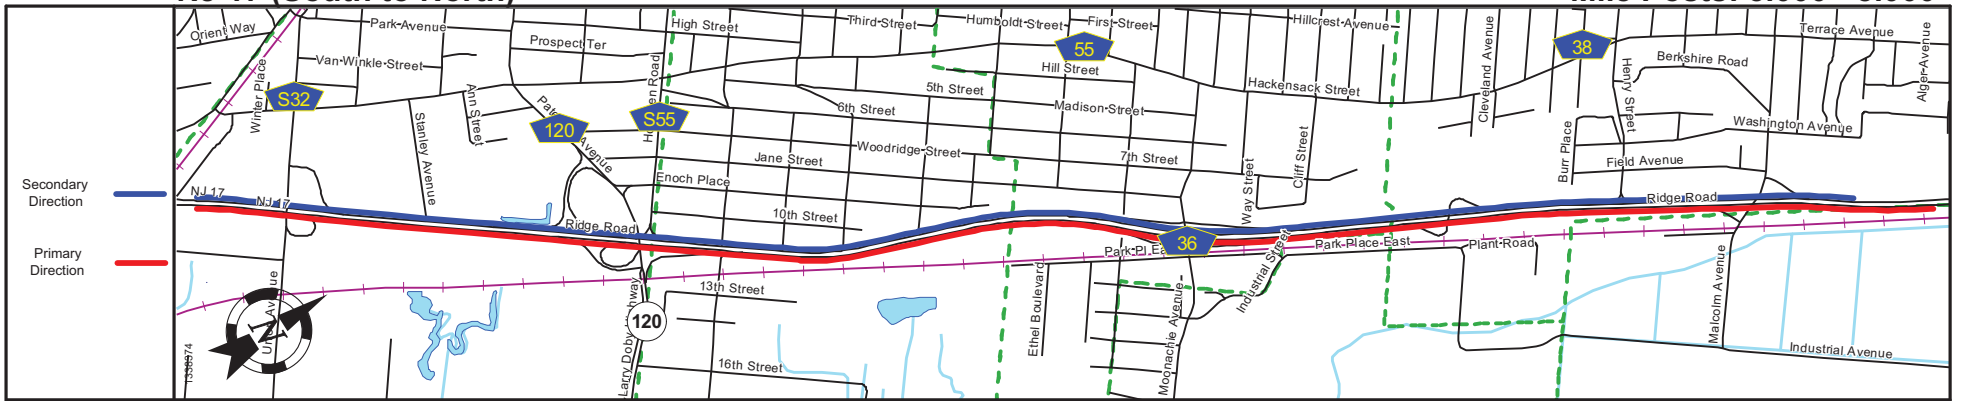 Orient Way
Park Avenue
High Street
Third Street
Humboldt Street
First Street
Hillcrest Avenue
Terrace Avenue
Prospect Ter
Van Winkle Street
Winter Place
S32
Ann Street
Stanley Avenue
120
Avenue
S55
Road
55
Hill Street
5th Street
6th Street
Madison Street
Hackensack Street
Cleveland Avenue
38
Henry Street
Berkshire Road
Alger Avenue
Washington Avenue
Woodridge Street
Jane Street
7th Street
Way Street
Cliff Street
Burr Place
Field Avenue
Enoch Place
10th Street
Secondary
Direction
NJ 17
NJ 17
Ridge Road
Ridge Road
36
Park Place East
Plant Road
Primary
Direction
13th Street
120
16th Street
Ethel Boulevard
Moonachie Avenue
Industrial Street
Malcolm Avenue
Industrial Avenue
N